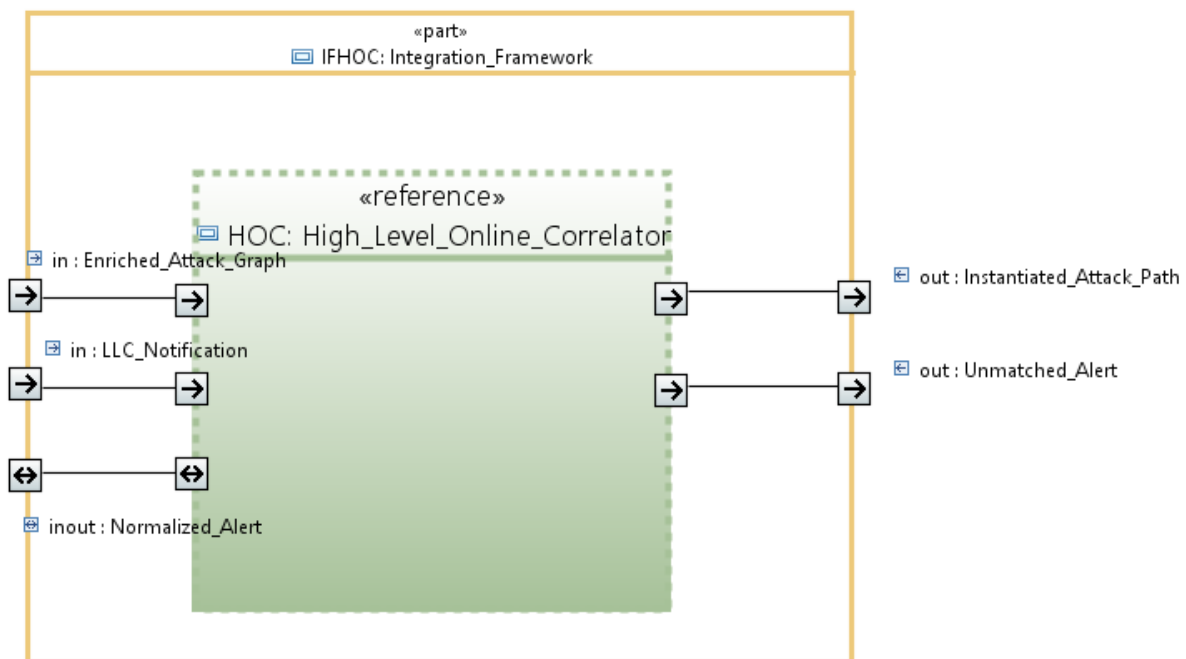 «part»
IFHOC: Integration_Framework
«reference»
HOC: High_Level_Online_Correlator
in : Enriched_Attack_Graph
out : Instantiated_Attack_Path
in : LLC_Notification
out : Unmatched_Alert
inout : Normalized_Alert